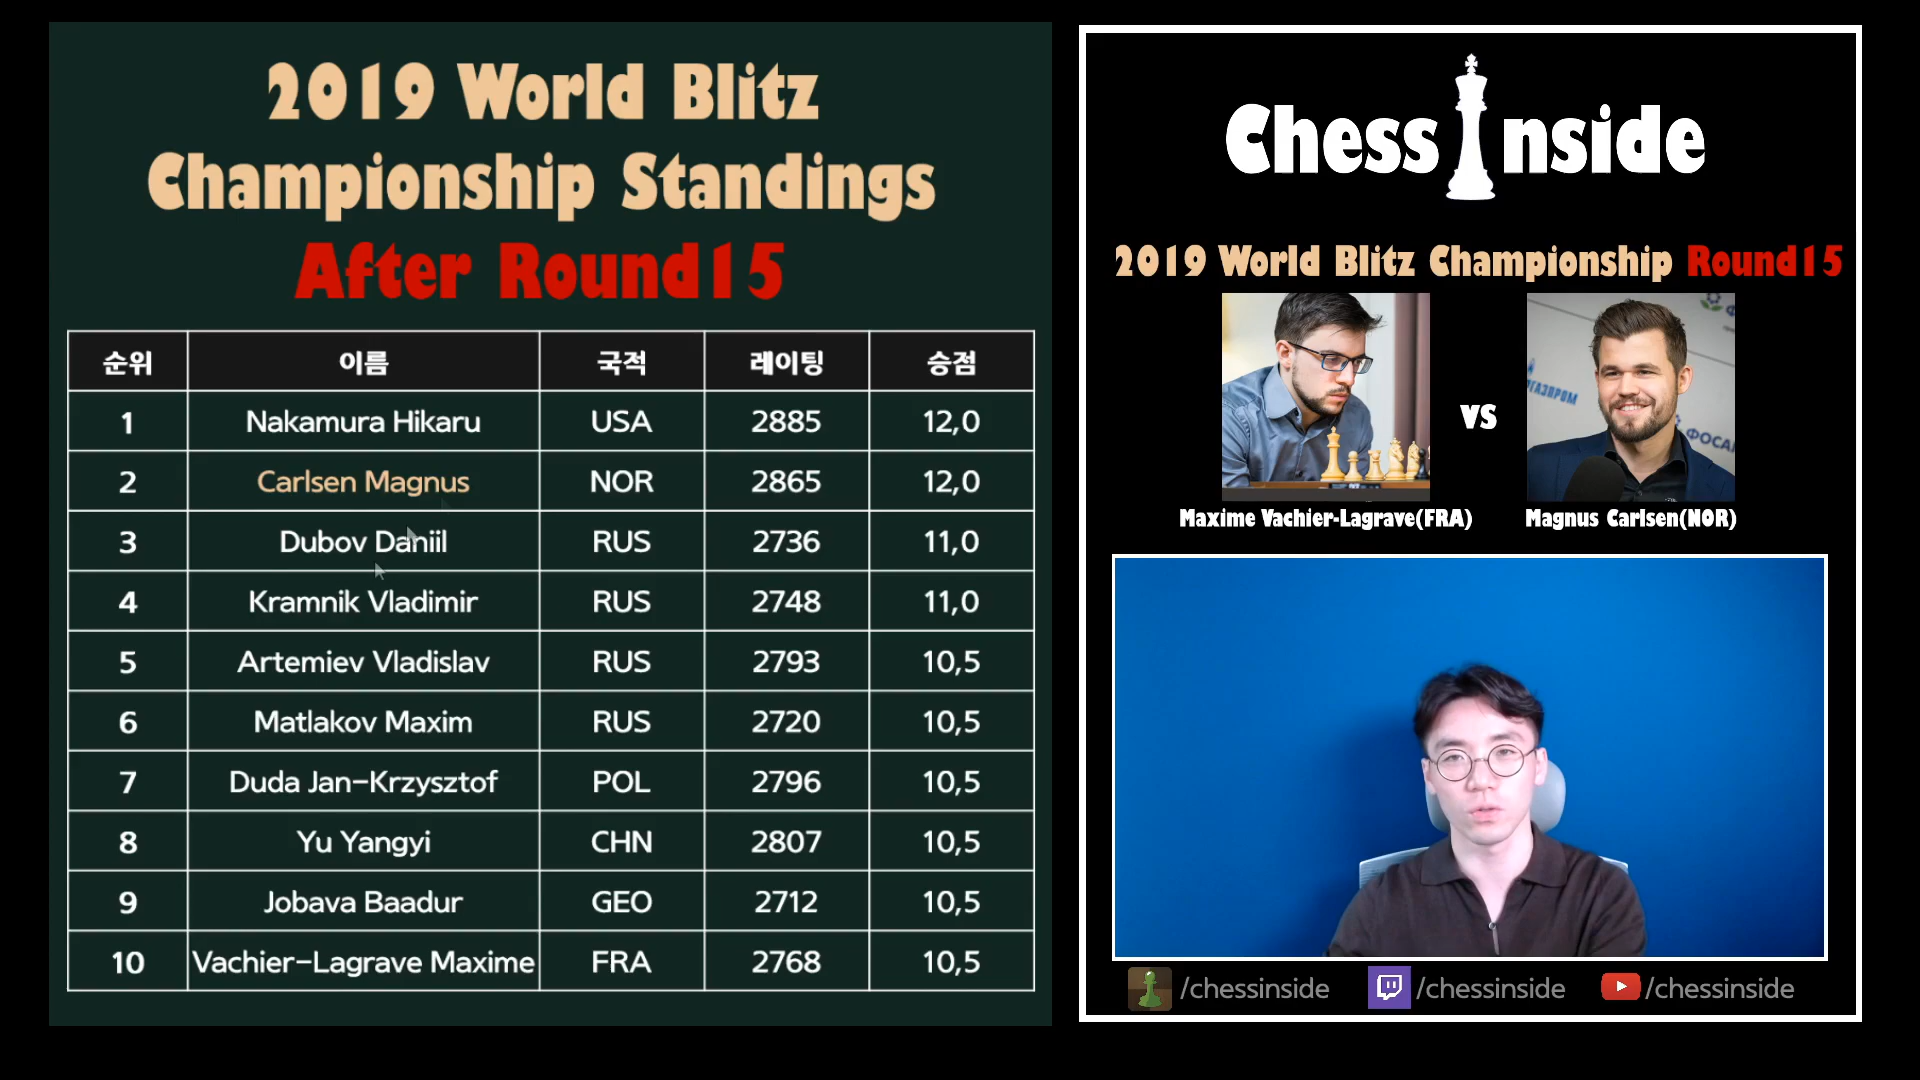 2019 World Blitz
Championship Standings
After Round15
순위 이름 국적 레이팅 승점
1 Nakamura Hikaru USA 2885 12,0
2 Carlsen Magnus NOR 2865 12,0
3 Dubov Daniil RUS 2736 11,0
4 Kramnik Vladimir RUS 2748 11,0
5 Artemiev Vladislav RUS 2793 10,5
6 Matlakov Maxim RUS 2720 10,5
7 Duda Jan-Krzysztof POL 2796 10,5
8 Yu Yangyi CHN 2807 10,5
9 Jobava Baadur GEO 2712 10,5
10 Vachier-Lagrave Maxime FRA 2768 10,5
Chess Inside
2019 World Blitz Championship Round15
VS
Maxime Vachier-Lagrave(FRA) Magnus Carlsen(NOR)
/chessinside /chessinside /chessinside